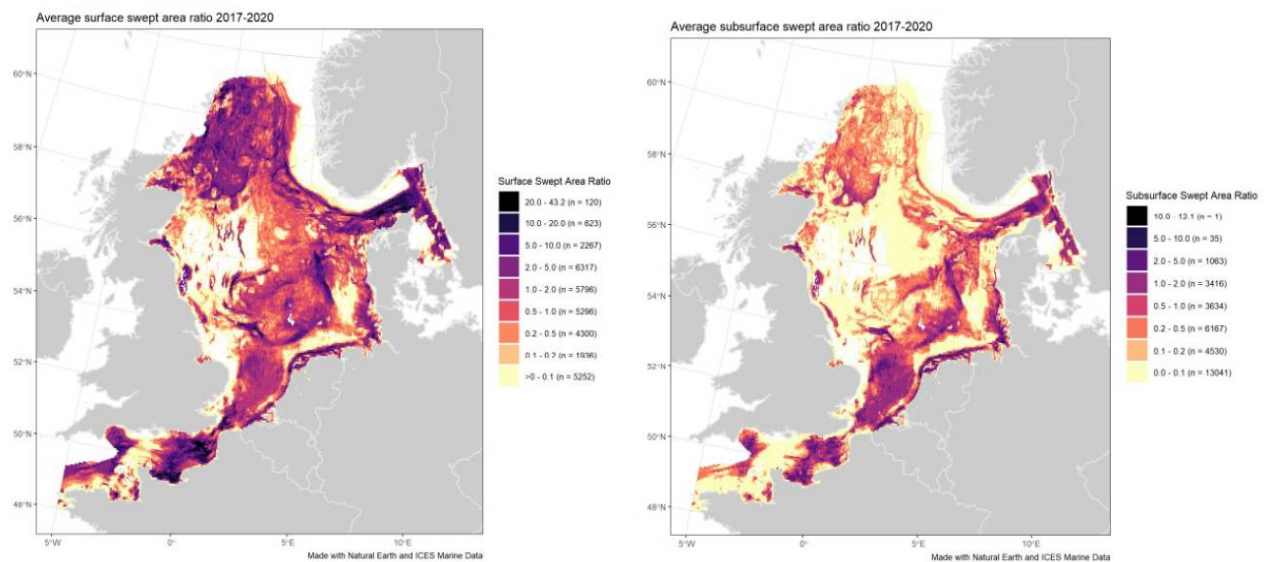 Average surface swept area ratio 2017-2020
60°N
58°N
56°N
54°N
52°N
50°N
48°N
5°W
0°
5°E
10°E
Surface Swept Area Ratio
20.0 - 43.2 (n = 120)
10.0 - 20.0 (n = 623)
5.0 - 10.0 (n = 2267)
2.0 - 5.0 (n = 6317)
1.0 - 2.0 (n = 5796)
0.5 - 1.0 (n = 5296)
0.2 - 0.5 (n = 4300)
0.1 - 0.2 (n = 1936)
>0 - 0.1 (n = 5252)
Made with Natural Earth and ICES Marine Data
Average subsurface swept area ratio 2017-2020
60°N
58°N
56°N
54°N
52°N
50°N
48°N
5°W
0°
5°E
10°E
Subsurface Swept Area Ratio
10.0 - 12.1 (n = 1)
5.0 - 10.0 (n = 35)
2.0 - 5.0 (n = 1063)
1.0 - 2.0 (n = 3416)
0.5 - 1.0 (n = 3634)
0.2 - 0.5 (n = 6167)
0.1 - 0.2 (n = 4530)
0.0 - 0.1 (n = 13041)
Made with Natural Earth and ICES Marine Data